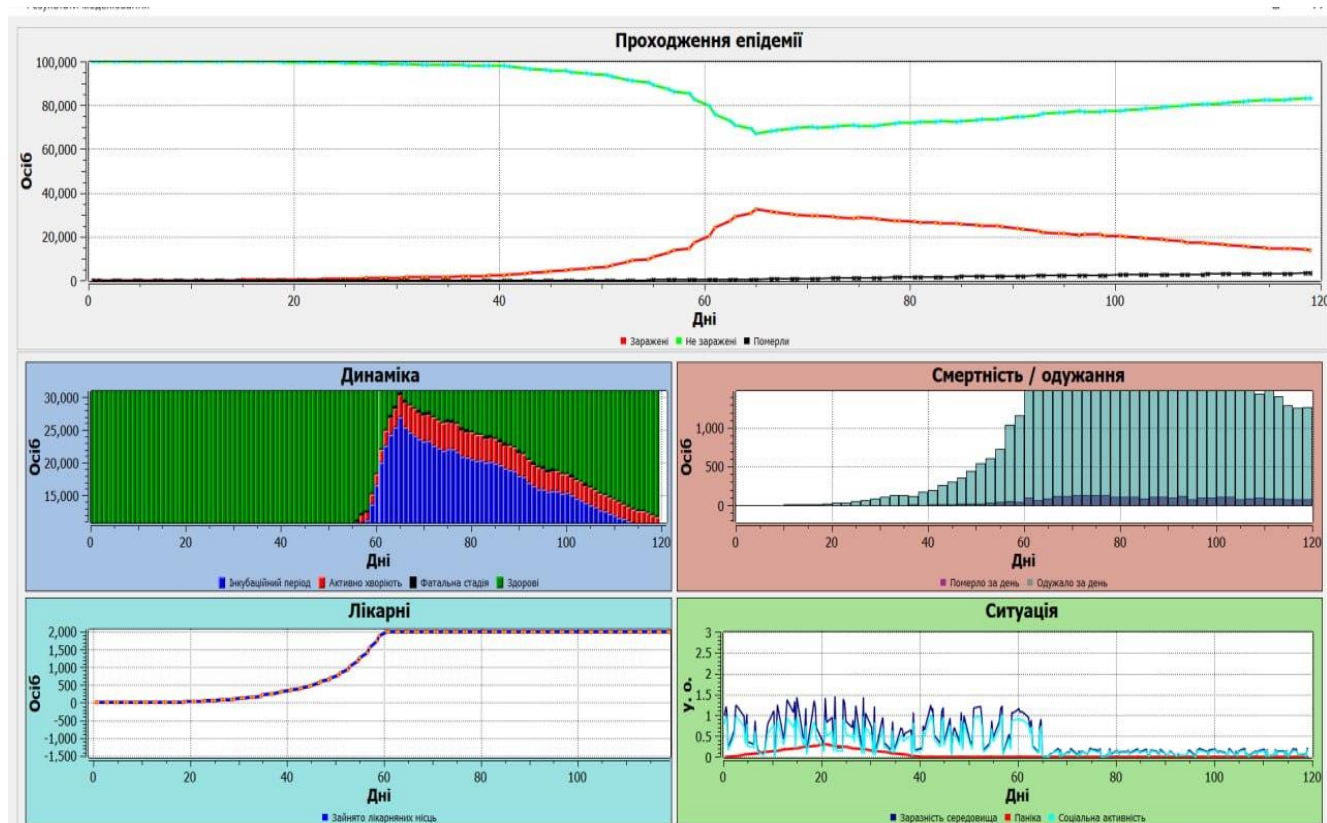 Проходження епідемії
100,000
80,000
60,000
40,000
20,000
0
Осіб
0 20 40 60 80 100 120
Дні
Заражені Не заражені Померли
Динаміка
30,000
25,000
20,000
15,000
Осіб
0 20 40 60 80 100 120
Дні
Інкубаційний період Активно хворіють Фатальна стадія Здорові
Смертність / одужання
1,000
500
0
Осіб
0 20 40 60 80 100 120
Дні
Померло за день Одужало за день
Лікарні
2,000
1,500
1,000
500
0
-500
-1,000
-1,500
Осіб
0 20 40 60 80 100
Дні
Зайнято лікарняних місць
Ситуація
3
2.5
2
1.5
1
0.5
0
у. о.
0 20 40 60 80 100 120
Дні
Заразність середовища Паніка Соціальна активність